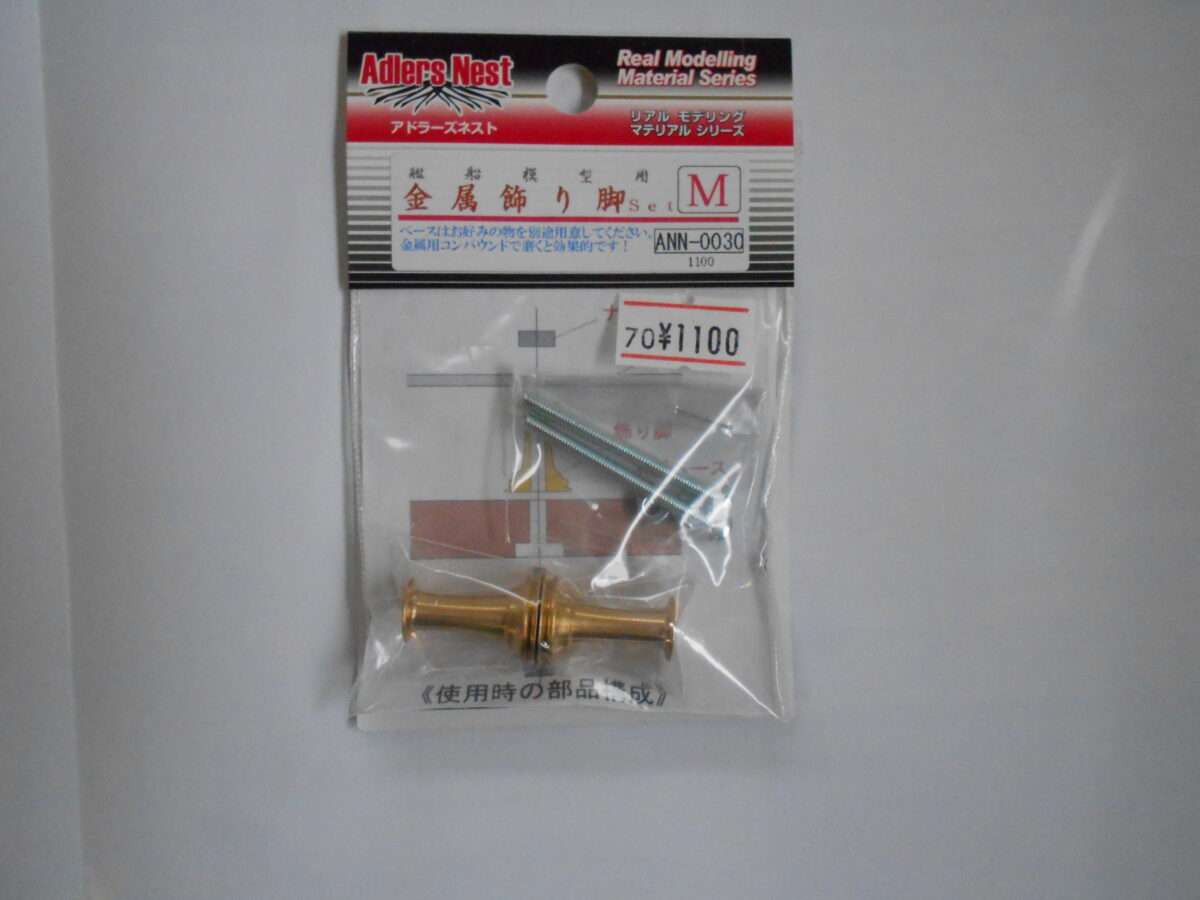 Adlers Nest
アドラーズネスト
Real Modelling
Material Series
リアル モデリング
マテリアル シリーズ
艦船模型用
金属飾り脚Set M
ベースはお好みの物を別途用意してください。
金属用コンパウンドで磨くと効果的です！
ANN-0030
1100
70¥1100
飾り脚
ース
《使用時の部品構成》